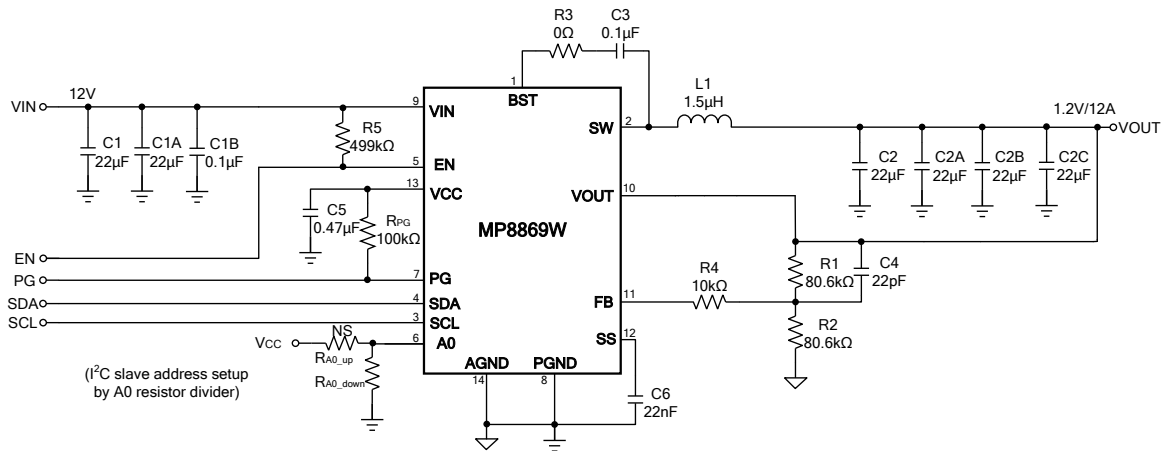 R3
0Ω
C3
0.1µF
1
BST
L1
1.5µH
VIN
12V
9
VIN
SW
2
1.2V/12A
VOUT
C1
22µF
C1A
22µF
C1B
0.1µF
R5
499kΩ
C2
22µF
C2A
22µF
C2B
22µF
C2C
22µF
5
EN
13
VCC
VOUT
10
C5
0.47µF
RPG
100kΩ
MP8869W
EN
PG
7
PG
R4
10kΩ
R1
80.6kΩ
C4
22pF
SDA
4
SDA
FB
11
SCL
3
SCL
R2
80.6kΩ
VCC
NS
6
A0
SS
12
RA0_up
RA0_down
(I²C slave address setup
by A0 resistor divider)
AGND
PGND
14
8
C6
22nF